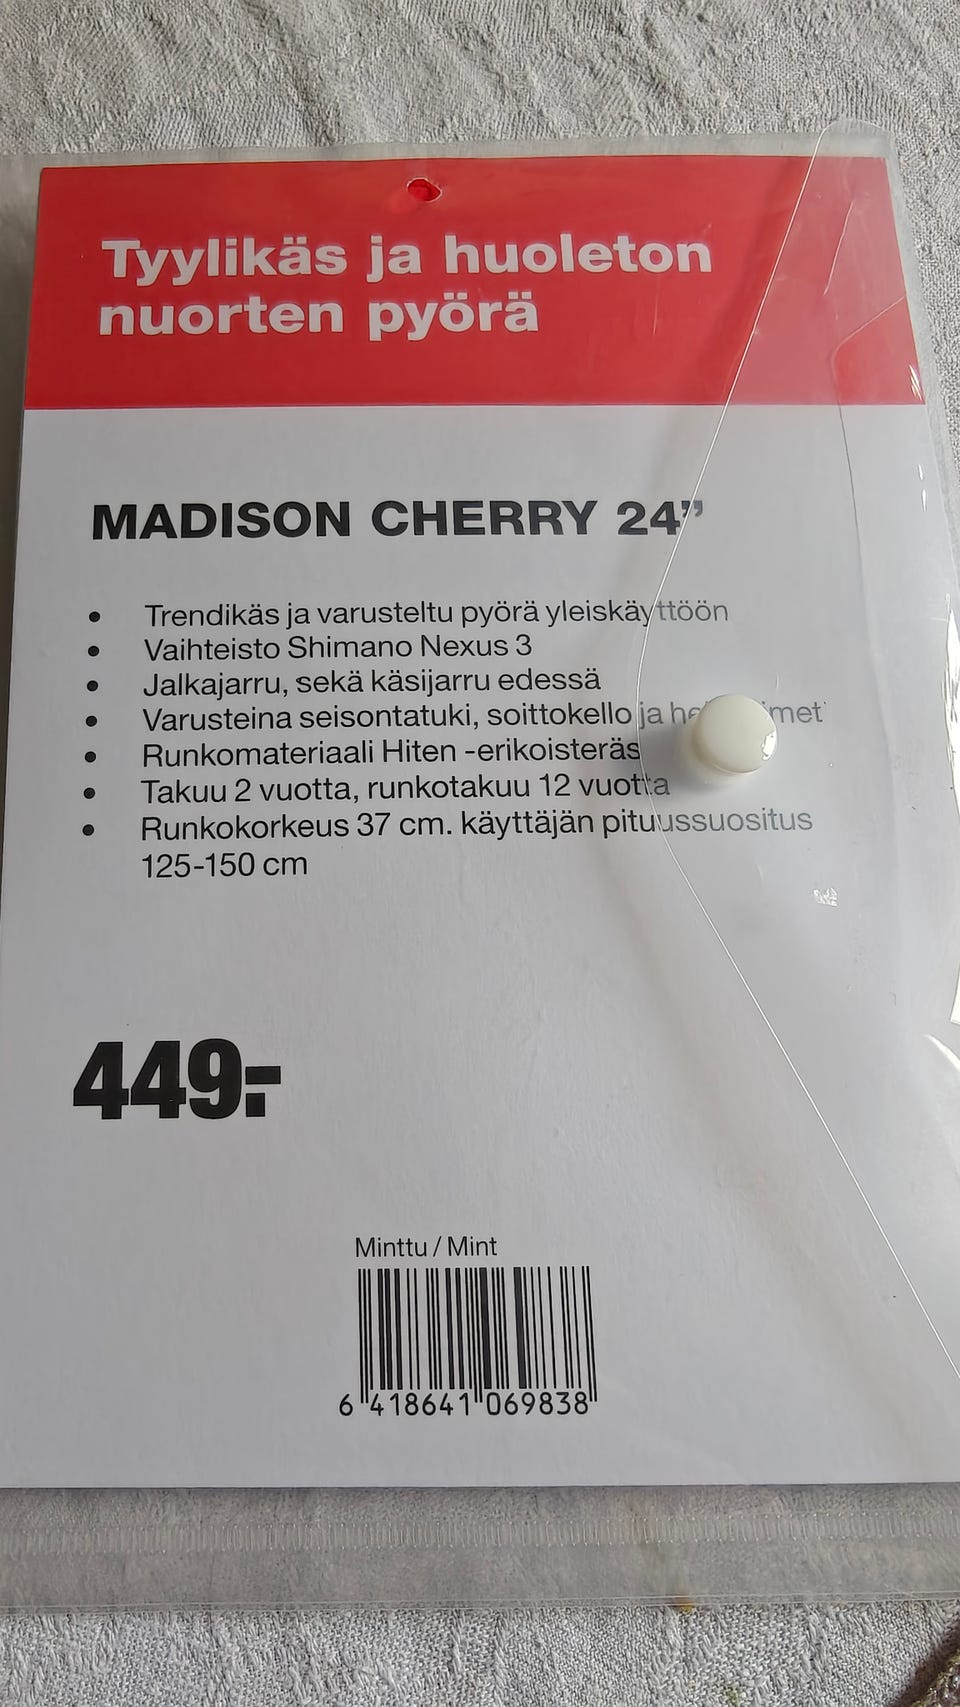 Tyylikäs ja huoleton
nuorten pyörä
MADISON CHERRY 24”
• Trendikäs ja varusteltu pyörä yleiskäyttöön
• Vaihteisto Shimano Nexus 3
• Jalkajarru, sekä käsijarru edessä
• Varusteina seisontatuki, soittokello ja
• Runkomateriaali Hiten -erikoisteräs
• Takuu 2 vuotta, runkotakuu 12 vuotta
• Runkokorkeus 37 cm. käyttäjän pituussuositus
125-150 cm
449:-
Minttu / Mint
6 418641 069838